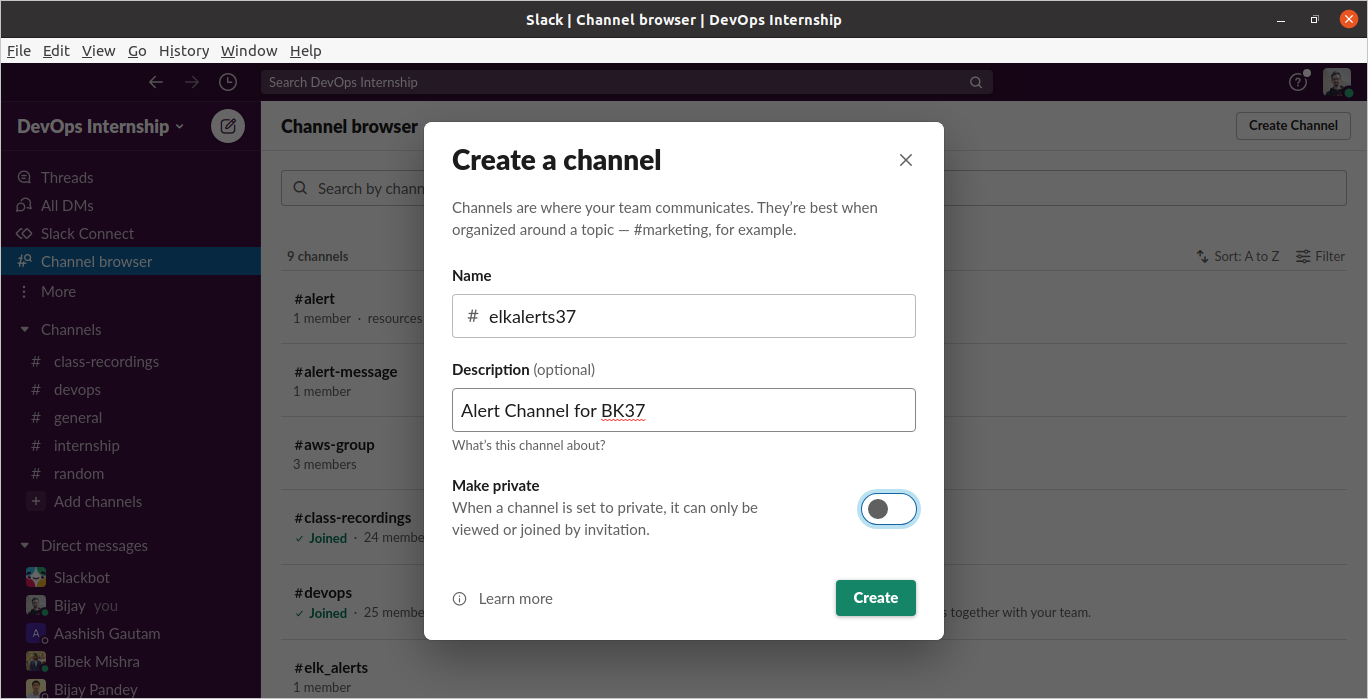 Slack | Channel browser | DevOps Internship
File Edit View Go History Window Help
Search DevOps Internship
DevOps Internship
Channel browser
Create Channel
Threads
All DMs
Slack Connect
Channel browser
More
Channels
# class-recordings
# devops
# general
# internship
# random
+ Add channels
Direct messages
Slackbot
Bijay you
A Aashish Gautam
Bibek Mishra
Bijay Pandey
Search by chann
9 channels
Sort: A to Z
Filter
#alert
1 member · resources
#alert-message
1 member
#aws-group
3 members
#class-recordings
✓ Joined · 24 membe
#devops
✓ Joined · 25 membe
s together with your team.
#elk_alerts
1 member
Create a channel
Channels are where your team communicates. They’re best when
organized around a topic — #marketing, for example.
Name
# elkalerts37
Description (optional)
Alert Channel for BK37
What’s this channel about?
Make private
When a channel is set to private, it can only be
viewed or joined by invitation.
Learn more
Create